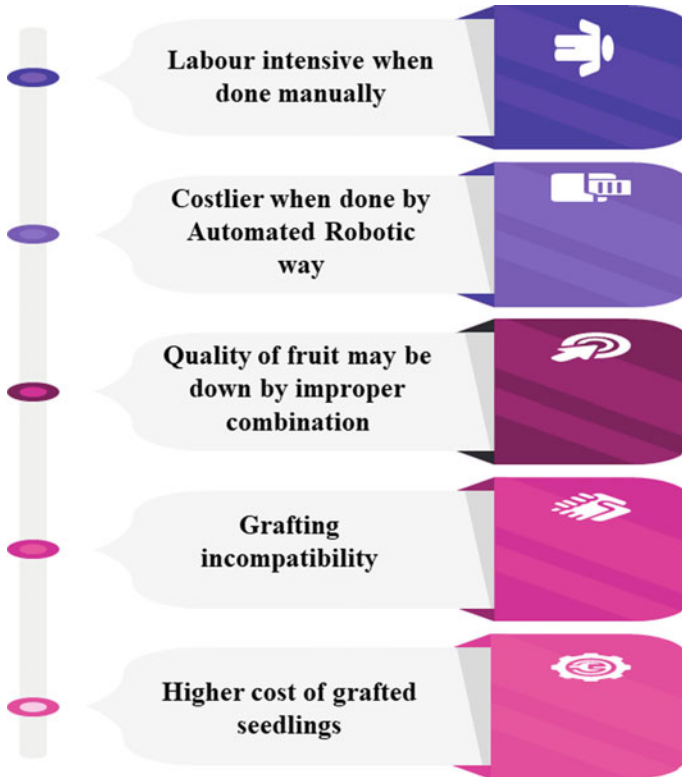 Labour intensive when
done manually
Costlier when done by
Automated Robotic
way
Quality of fruit may be
down by improper
combination
Grafting
incompatibility
Higher cost of grafted
seedlings